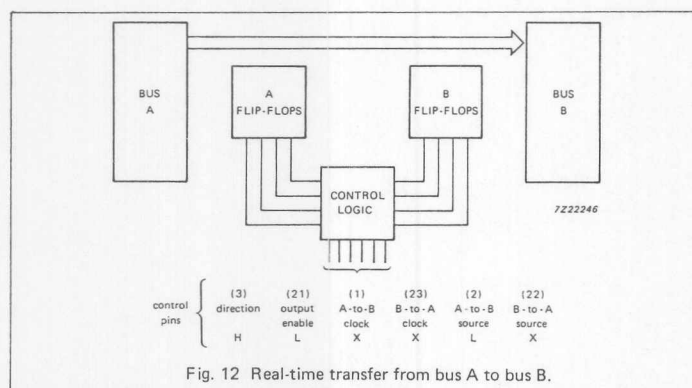 BUS
A
A
FLIP-FLOPS
B
FLIP-FLOPS
BUS
B
CONTROL
LOGIC
7Z22246
control
pins
(3) (21) (1) (23) (2) (22)
direction output A-to-B B-to-A A-to-B B-to-A
enable clock clock source source
H L X X L X
Fig. 12 Real-time transfer from bus A to bus B.